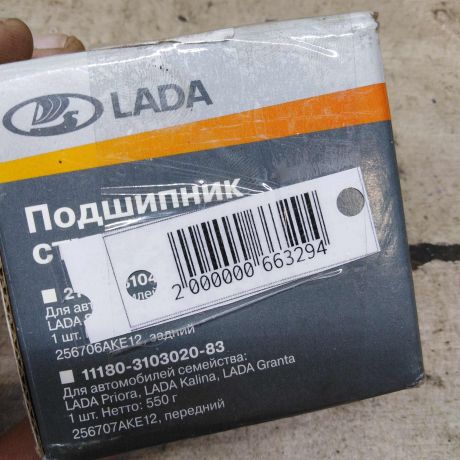 LADA
Подшипник
2 000000 663294
Для
LADA
1 шт.
256706АКЕ12, задний
11180-3103020-83
Для автомобилей семейства:
LADA Priora, LADA Kalina, LADA Granta
1 шт. Нетто: 550 г
256707АКЕ12, передний